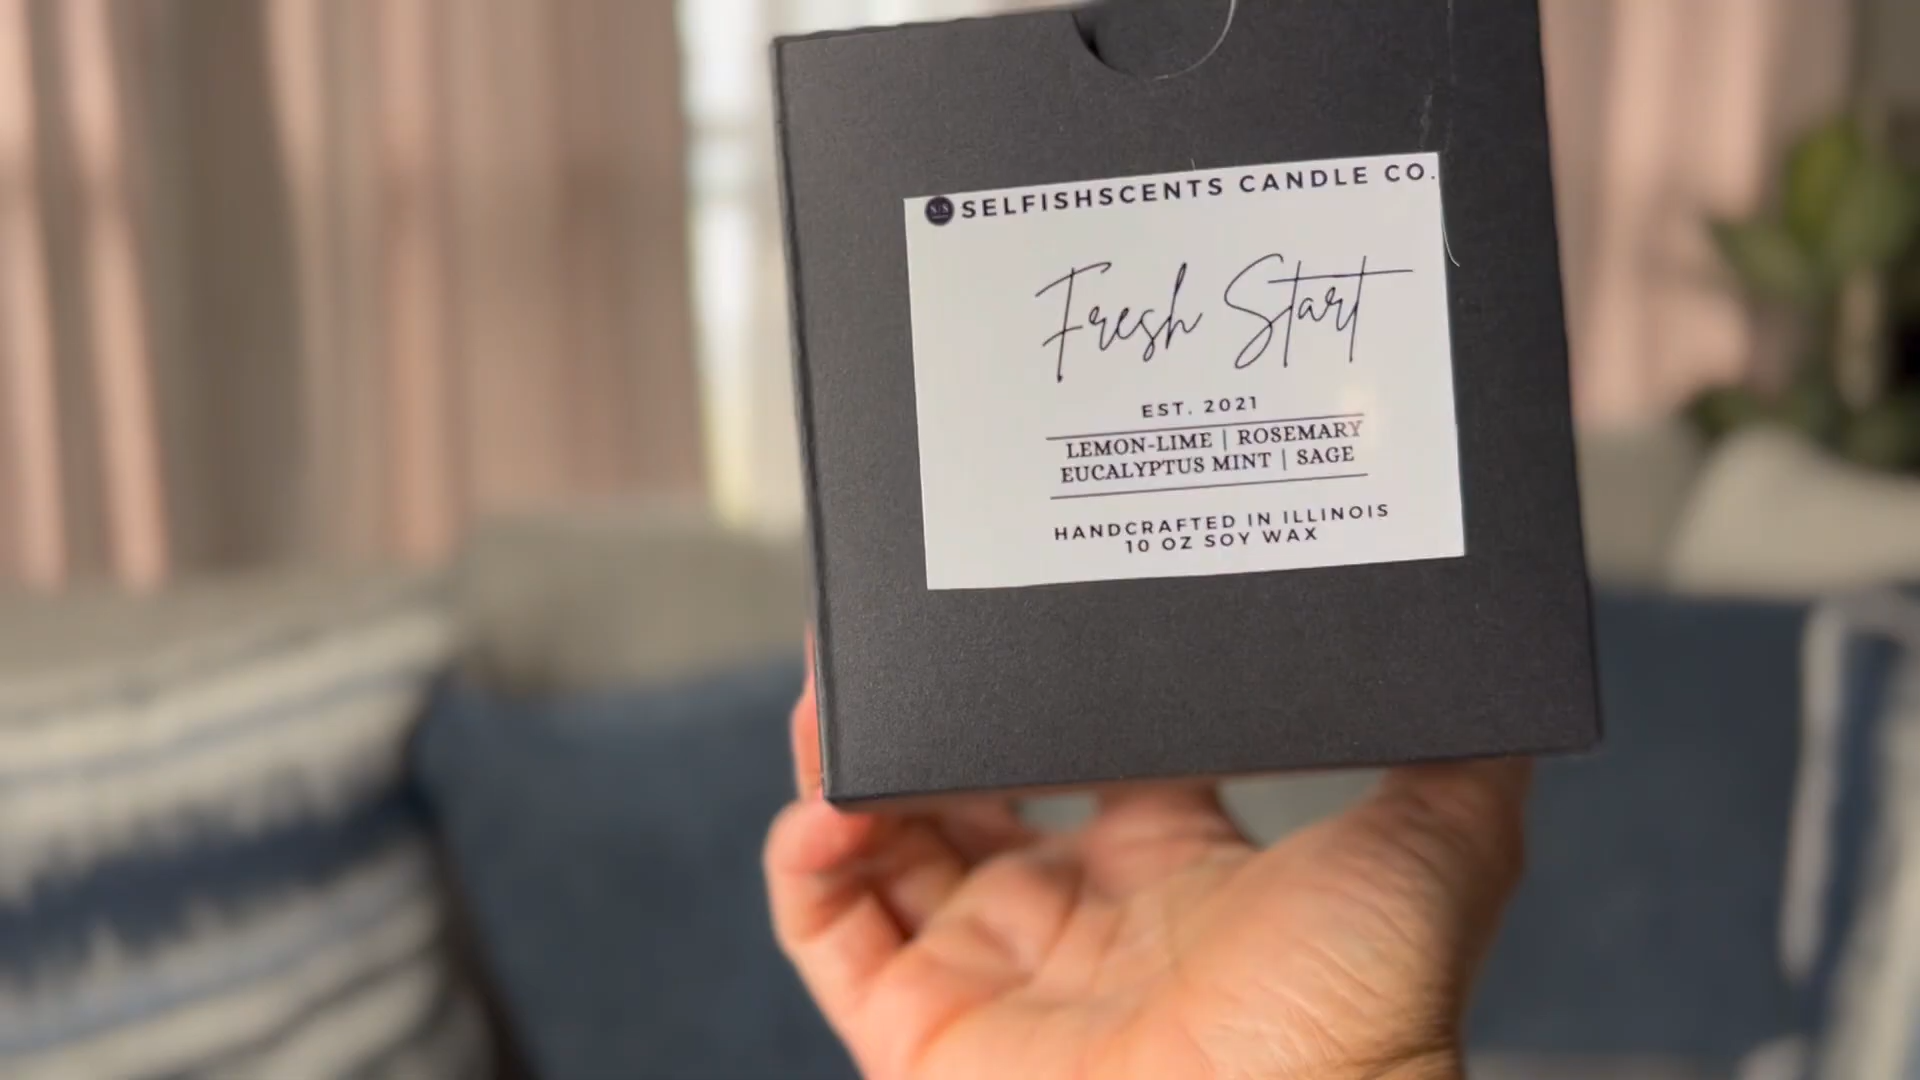 SS SELFISHSCENTS CANDLE CO.
Fresh Start
EST. 2021
LEMON-LIME | ROSEMARY
EUCALYPTUS MINT | SAGE
HANDCRAFTED IN ILLINOIS
10 OZ SOY WAX